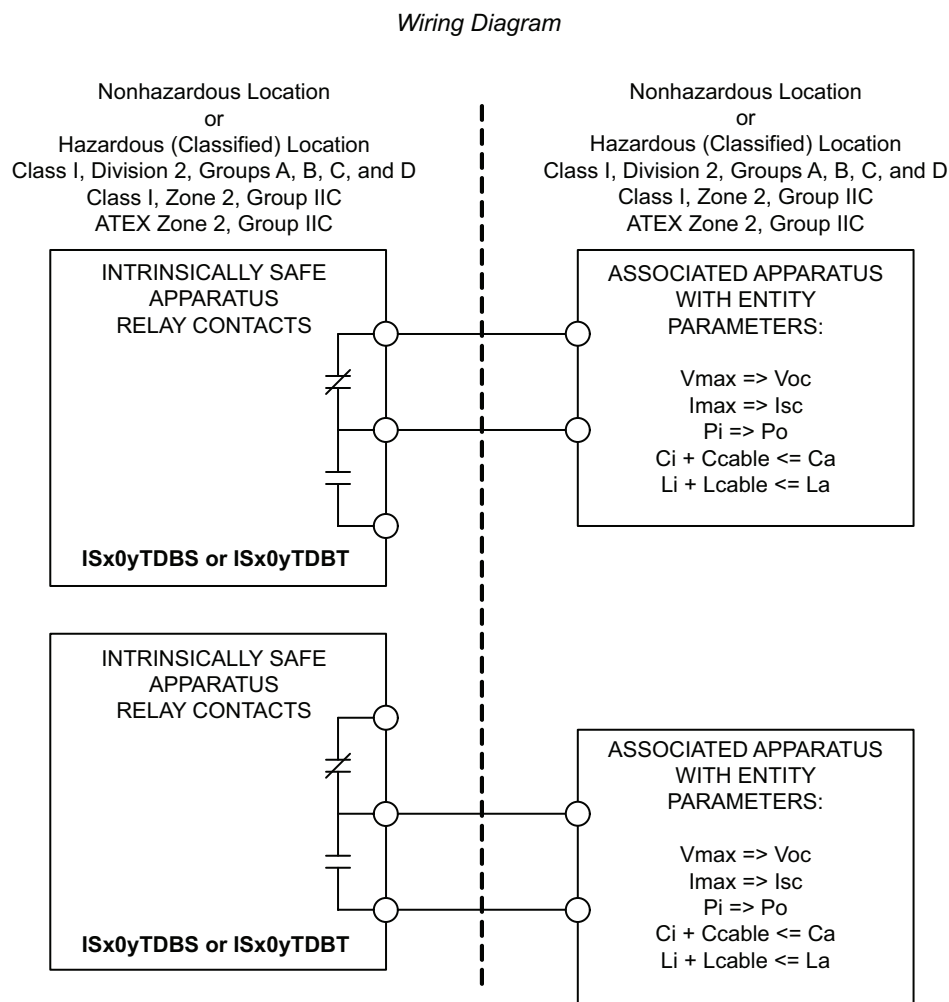 Wiring Diagram
Nonhazardous Location
or
Hazardous (Classified) Location
Class I, Division 2, Groups A, B, C, and D
Class I, Zone 2, Group IIC
ATEX Zone 2, Group IIC
Nonhazardous Location
or
Hazardous (Classified) Location
Class I, Division 2, Groups A, B, C, and D
Class I, Zone 2, Group IIC
ATEX Zone 2, Group IIC
INTRINSICALLY SAFE
APPARATUS
RELAY CONTACTS
ISx0yTDBS or ISx0yTDBT
ASSOCIATED APPARATUS
WITH ENTITY
PARAMETERS:
Vmax => Voc
Imax => Isc
Pi => Po
Ci + Ccable <= Ca
Li + Lcable <= La
INTRINSICALLY SAFE
APPARATUS
RELAY CONTACTS
ISx0yTDBS or ISx0yTDBT
ASSOCIATED APPARATUS
WITH ENTITY
PARAMETERS:
Vmax => Voc
Imax => Isc
Pi => Po
Ci + Ccable <= Ca
Li + Lcable <= La